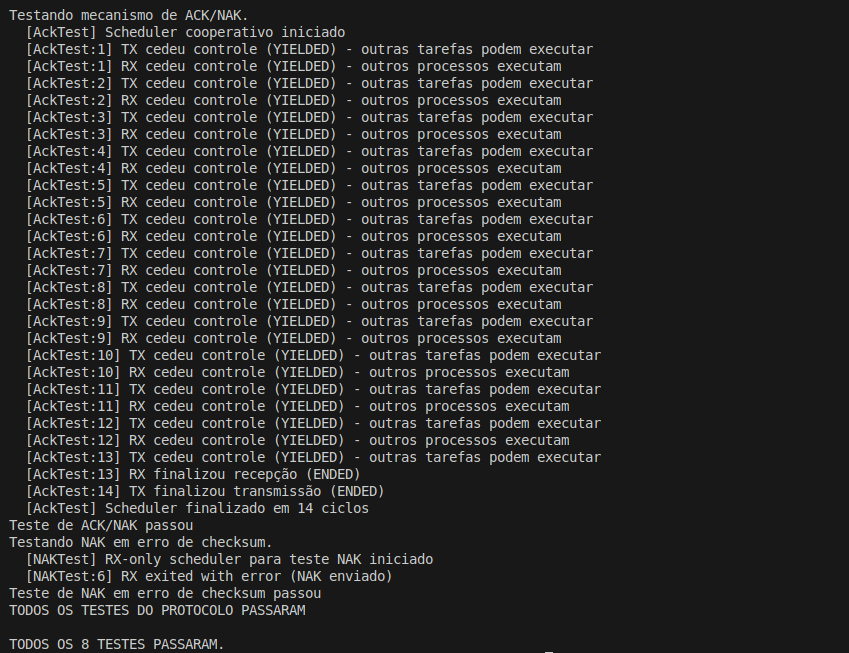 Testando mecanismo de ACK/NAK.
[AckTest] Scheduler cooperativo iniciado
[AckTest:1] TX cedeu controle (YIELDED) - outras tarefas podem executar
[AckTest:1] RX cedeu controle (YIELDED) - outros processos executam
[AckTest:2] TX cedeu controle (YIELDED) - outras tarefas podem executar
[AckTest:2] RX cedeu controle (YIELDED) - outros processos executam
[AckTest:3] TX cedeu controle (YIELDED) - outras tarefas podem executar
[AckTest:3] RX cedeu controle (YIELDED) - outros processos executam
[AckTest:4] TX cedeu controle (YIELDED) - outras tarefas podem executar
[AckTest:4] RX cedeu controle (YIELDED) - outros processos executam
[AckTest:5] TX cedeu controle (YIELDED) - outras tarefas podem executar
[AckTest:5] RX cedeu controle (YIELDED) - outros processos executam
[AckTest:6] TX cedeu controle (YIELDED) - outras tarefas podem executar
[AckTest:6] RX cedeu controle (YIELDED) - outros processos executam
[AckTest:7] TX cedeu controle (YIELDED) - outras tarefas podem executar
[AckTest:7] RX cedeu controle (YIELDED) - outros processos executam
[AckTest:8] TX cedeu controle (YIELDED) - outras tarefas podem executar
[AckTest:8] RX cedeu controle (YIELDED) - outros processos executam
[AckTest:9] TX cedeu controle (YIELDED) - outras tarefas podem executar
[AckTest:9] RX cedeu controle (YIELDED) - outros processos executam
[AckTest:10] TX cedeu controle (YIELDED) - outras tarefas podem executar
[AckTest:10] RX cedeu controle (YIELDED) - outros processos executam
[AckTest:11] TX cedeu controle (YIELDED) - outras tarefas podem executar
[AckTest:11] RX cedeu controle (YIELDED) - outros processos executam
[AckTest:12] TX cedeu controle (YIELDED) - outras tarefas podem executar
[AckTest:12] RX cedeu controle (YIELDED) - outros processos executam
[AckTest:13] TX cedeu controle (YIELDED) - outras tarefas podem executar
[AckTest:13] RX finalizou recepção (ENDED)
[AckTest:14] TX finalizou transmissão (ENDED)
[AckTest] Scheduler finalizado em 14 ciclos
Teste de ACK/NAK passou
Testando NAK em erro de checksum.
[NAKTest] RX-only scheduler para teste NAK iniciado
[NAKTest:6] RX exited with error (NAK enviado)
Teste de NAK em erro de checksum passou
TODOS OS TESTES DO PROTOCOLO PASSARAM
TODOS OS 8 TESTES PASSARAM.